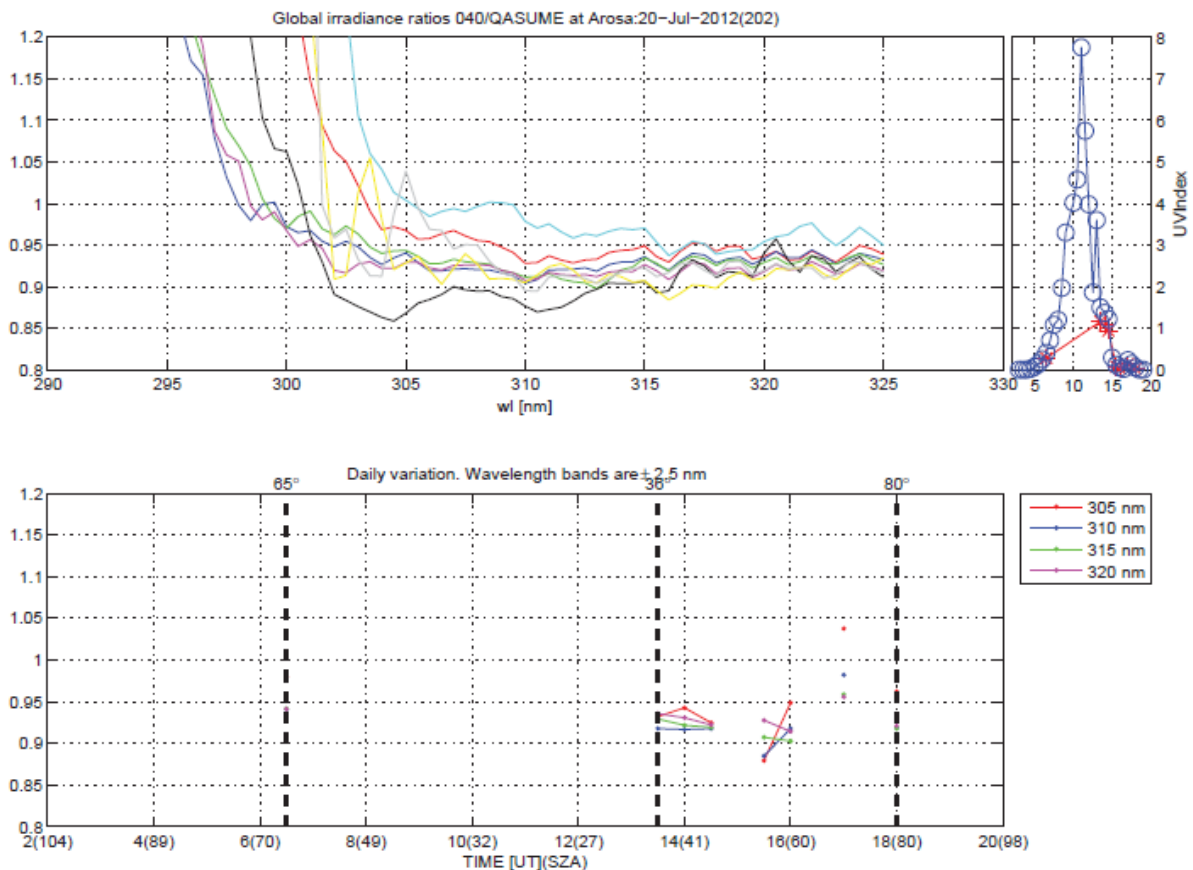 Global irradiance ratios 040/QASUME at Arosa:20−Jul−2012(202)
1.2
1.15
1.1
1.05
1
0.95
0.9
0.85
0.8
290 295 300 305 310 315 320 325 330
wl [nm]
8
7
6
5
4
3
2
1
0
5 10 15 20
UVIndex
Daily variation. Wavelength bands are± 2.5 nm
65° 36° 80°
1.2
1.15
1.1
1.05
1
0.95
0.9
0.85
0.8
2(104) 4(89) 6(70) 8(49) 10(32) 12(27) 14(41) 16(60) 18(80) 20(98)
TIME [UT](SZA)
305 nm
310 nm
315 nm
320 nm